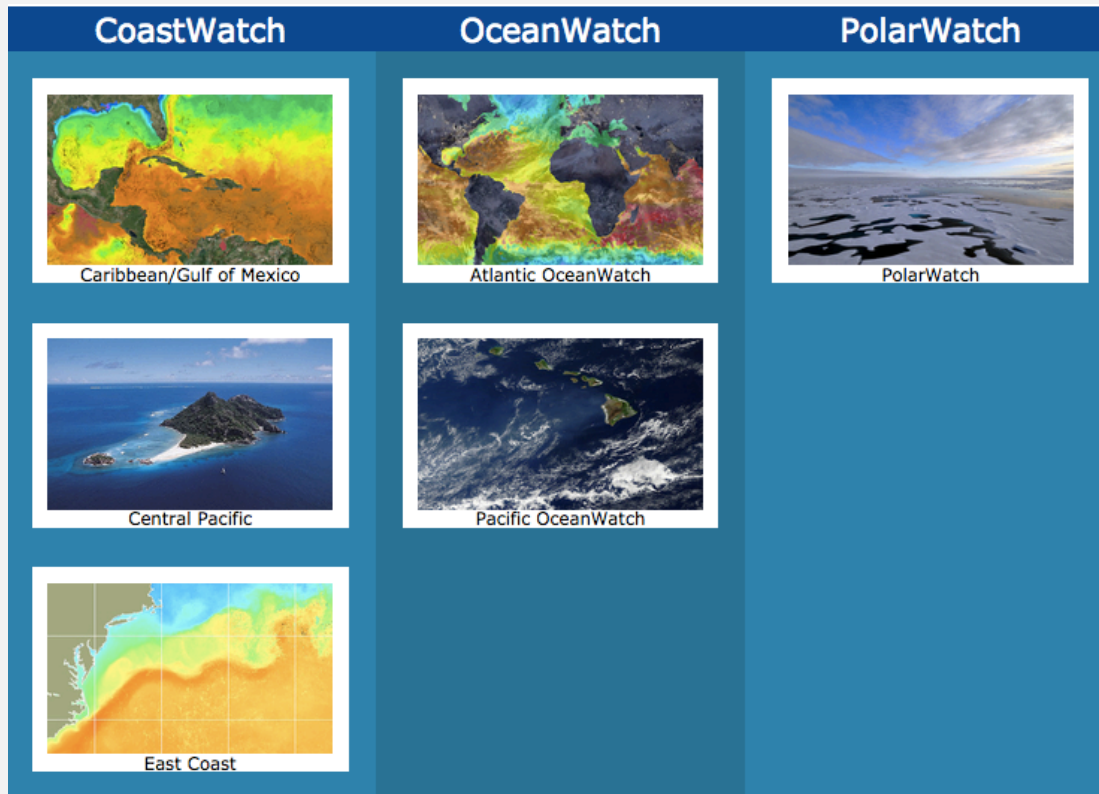 CoastWatch
OceanWatch
PolarWatch
Caribbean/Gulf of Mexico
Atlantic OceanWatch
PolarWatch
Central Pacific
Pacific OceanWatch
East Coast